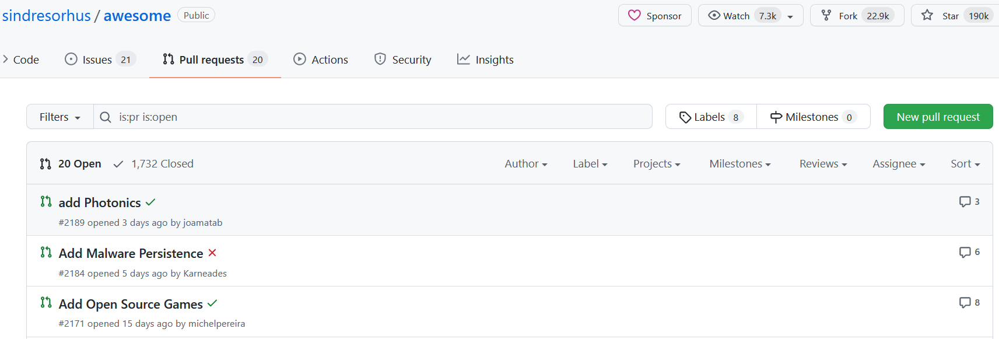 sindresorhus / awesome Public Sponsor Watch 7.3k Fork 22.9k Star 190k
Code Issues 21 Pull requests 20 Actions Security Insights
Filters is:pr is:open Labels 8 Milestones 0 New pull request
20 Open 1,732 Closed Author Label Projects Milestones Reviews Assignee Sort
add Photonics 3
#2189 opened 3 days ago by joamatab
Add Malware Persistence 6
#2184 opened 5 days ago by Karneades
Add Open Source Games 8
#2171 opened 15 days ago by michelpereira